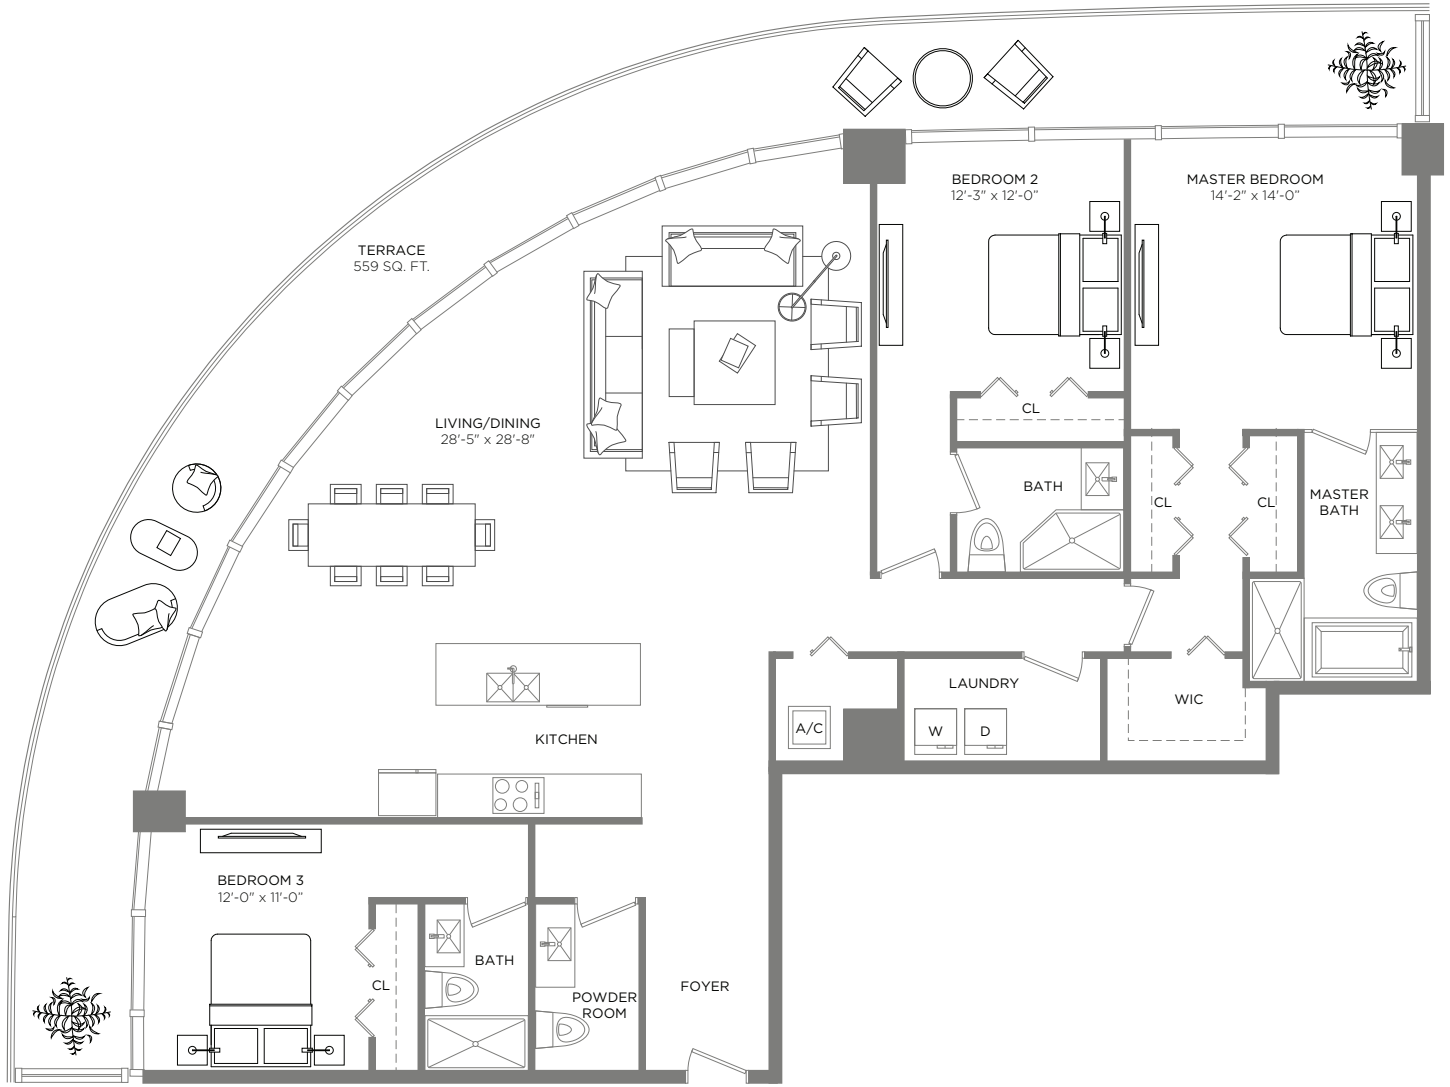 BEDROOM 2
12'-3" x 12'-0"
MASTER BEDROOM
14'-2" x 14'-0"
TERRACE
559 SQ. FT.
LIVING/DINING
28'-5" x 28'-8"
CL
BATH
CL
CL
MASTER
BATH
LAUNDRY
WIC
A/C
W
D
KITCHEN
BEDROOM 3
12'-0" x 11'-0"
CL
BATH
POWDER
ROOM
FOYER